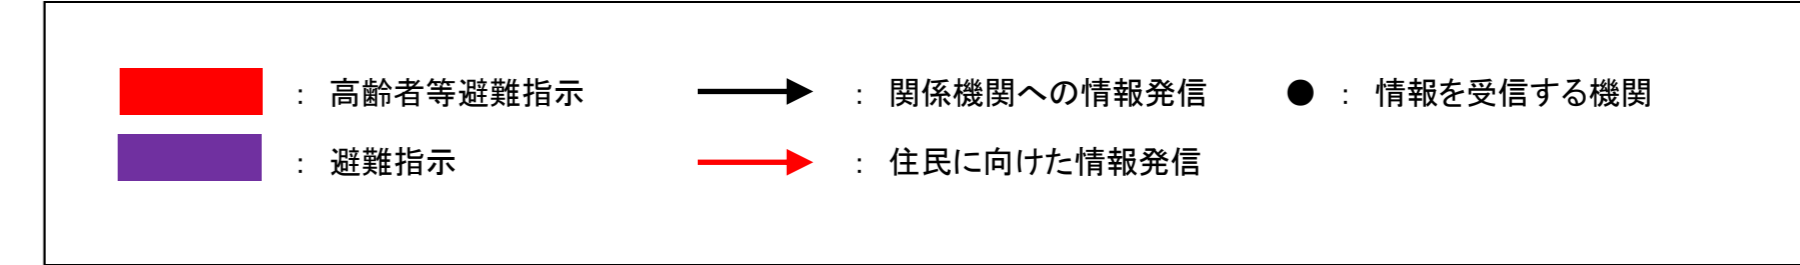 ： 高齢者等避難指示 ： 関係機関への情報発信 ● ： 情報を受信する機関
： 避難指示 ： 住民に向けた情報発信